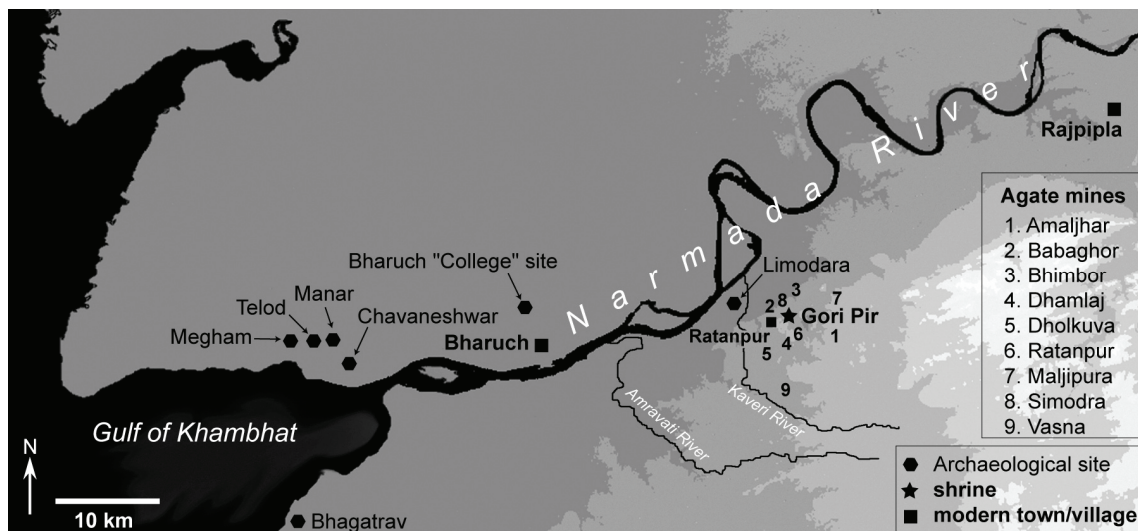 Narmada River
Rajpipla
Agate mines
1. Amaljhar
2. Babaghor
3. Bhimbor
4. Dhamlaj
5. Dholkuva
6. Ratanpur
7. Maljipura
8. Simodra
9. Vasna
Bharuch "College" site
Limodara
Manar
Telod
Chavaneshwar
Megham
Bharuch
Ratanpur
Gori Pir
2
8
3
7
6
4
1
5
9
Kaveri River
Amravati River
Gulf of Khambhat
N
10 km
Bhagatrav
Archaeological site
shrine
modern town/village